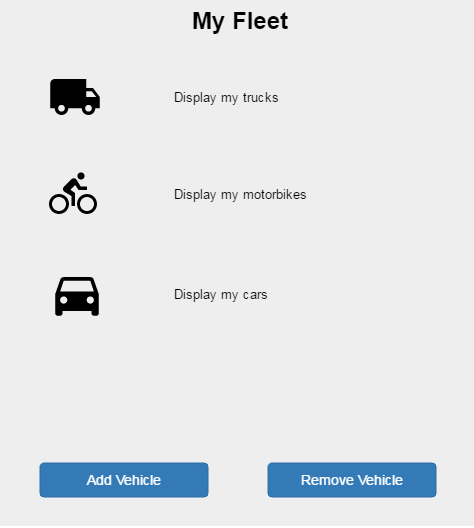 My Fleet
Display my trucks
Display my motorbikes
Display my cars
Add Vehicle
Remove Vehicle